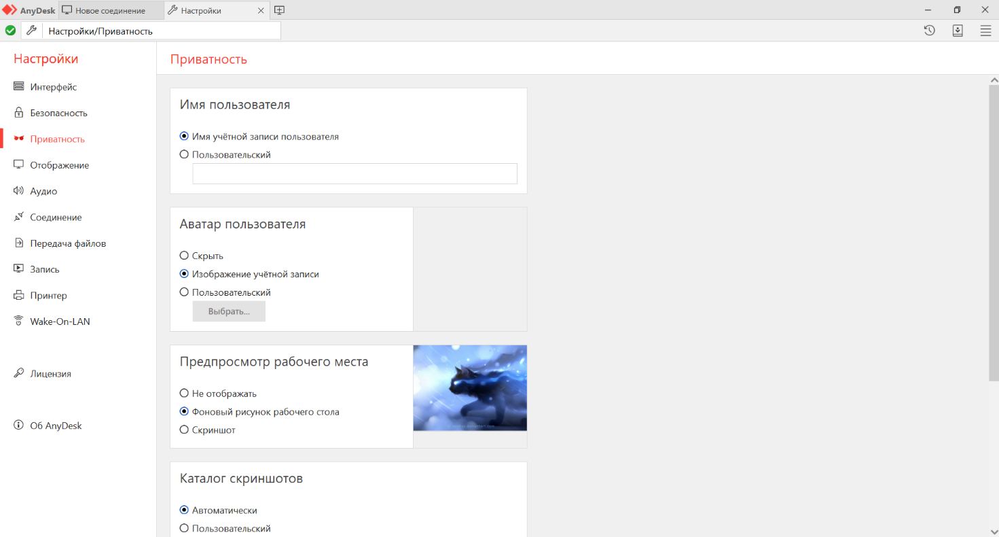 AnyDesk
Новое соединение
Настройки
Настройки/Приватность
Настройки
Интерфейс
Безопасность
Приватность
Отображение
Аудио
Соединение
Передача файлов
Запись
Принтер
Wake-On-LAN
Лицензия
Об AnyDesk
Приватность
Имя пользователя
Имя учётной записи пользователя
Пользовательский
Аватар пользователя
Скрыть
Изображение учётной записи
Пользовательский
Выбрать...
Предпросмотр рабочего места
Не отображать
Фоновый рисунок рабочего стола
Скриншот
Каталог скриншотов
Автоматически
Пользовательский